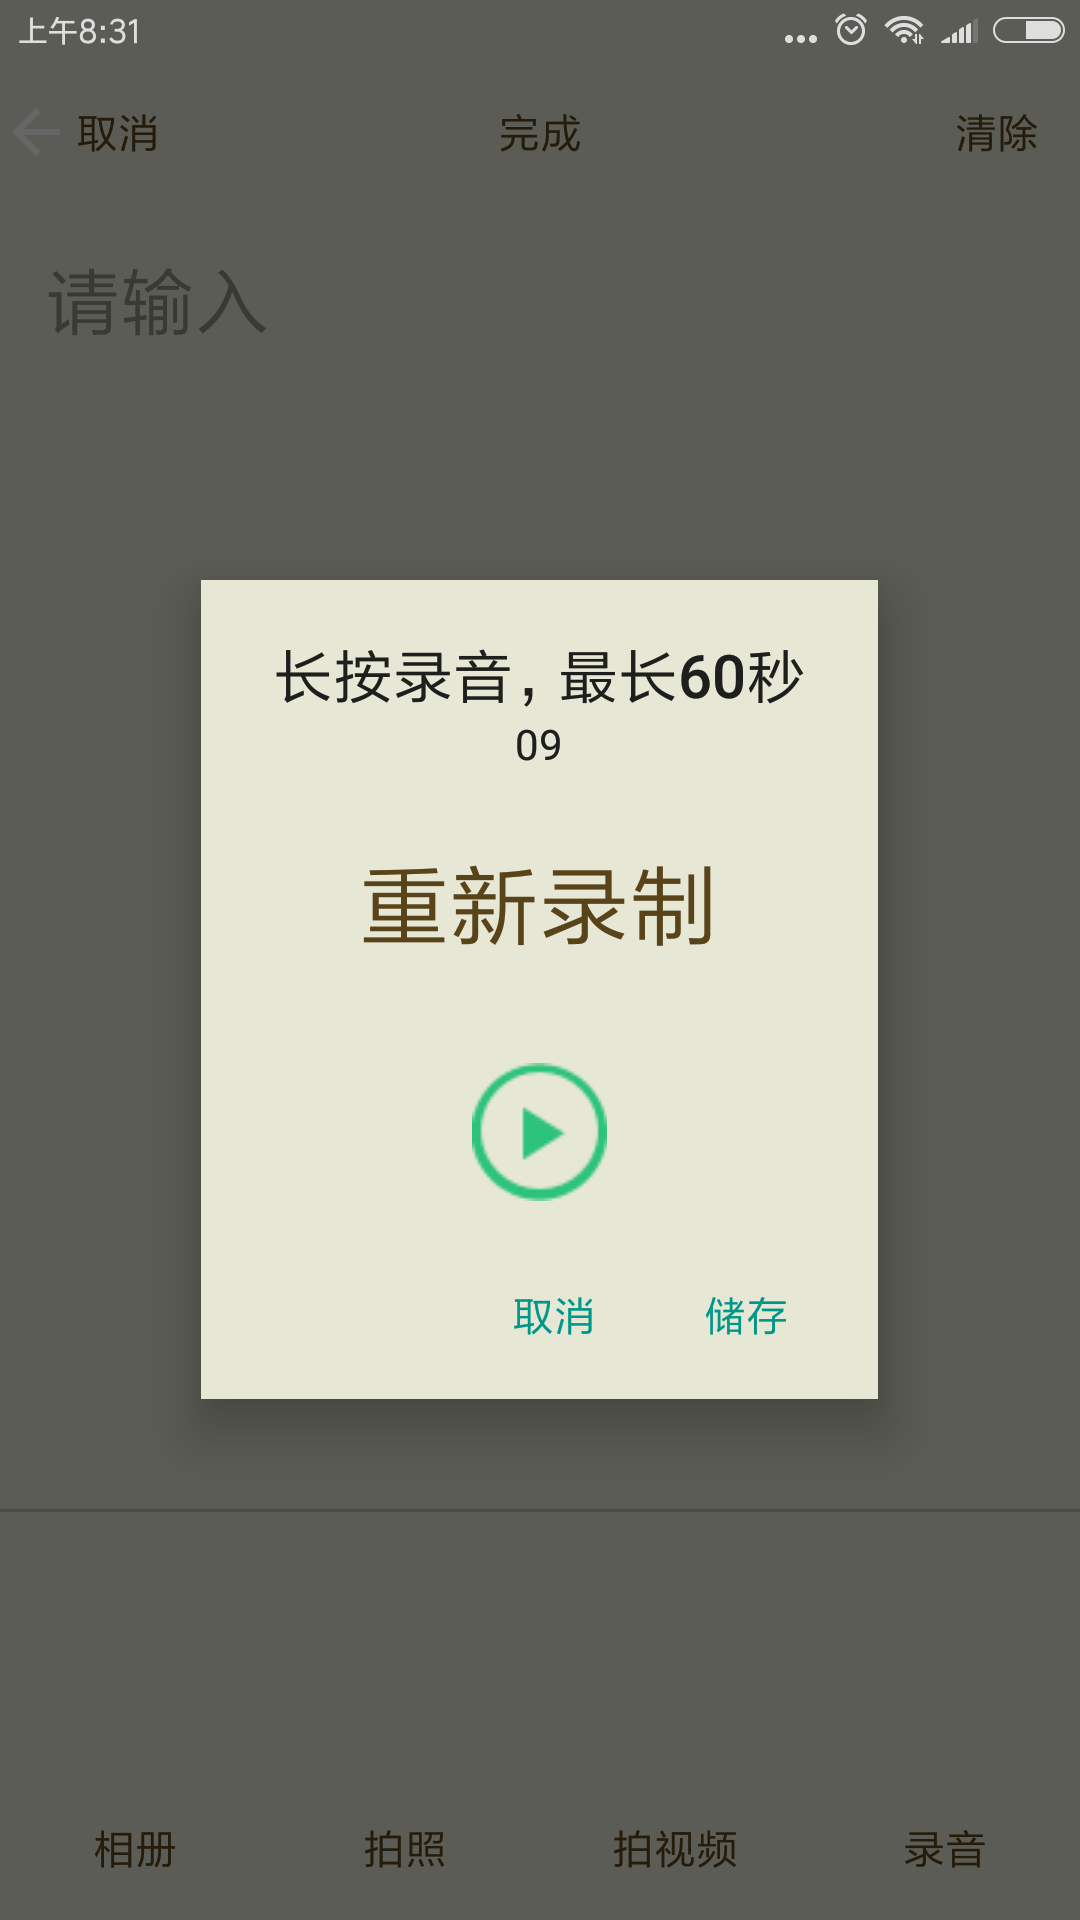 上午8:31
取消 完成 清除
请输入
长按录音，最长60秒
09
重新录制
取消 储存
相册 拍照 拍视频 录音